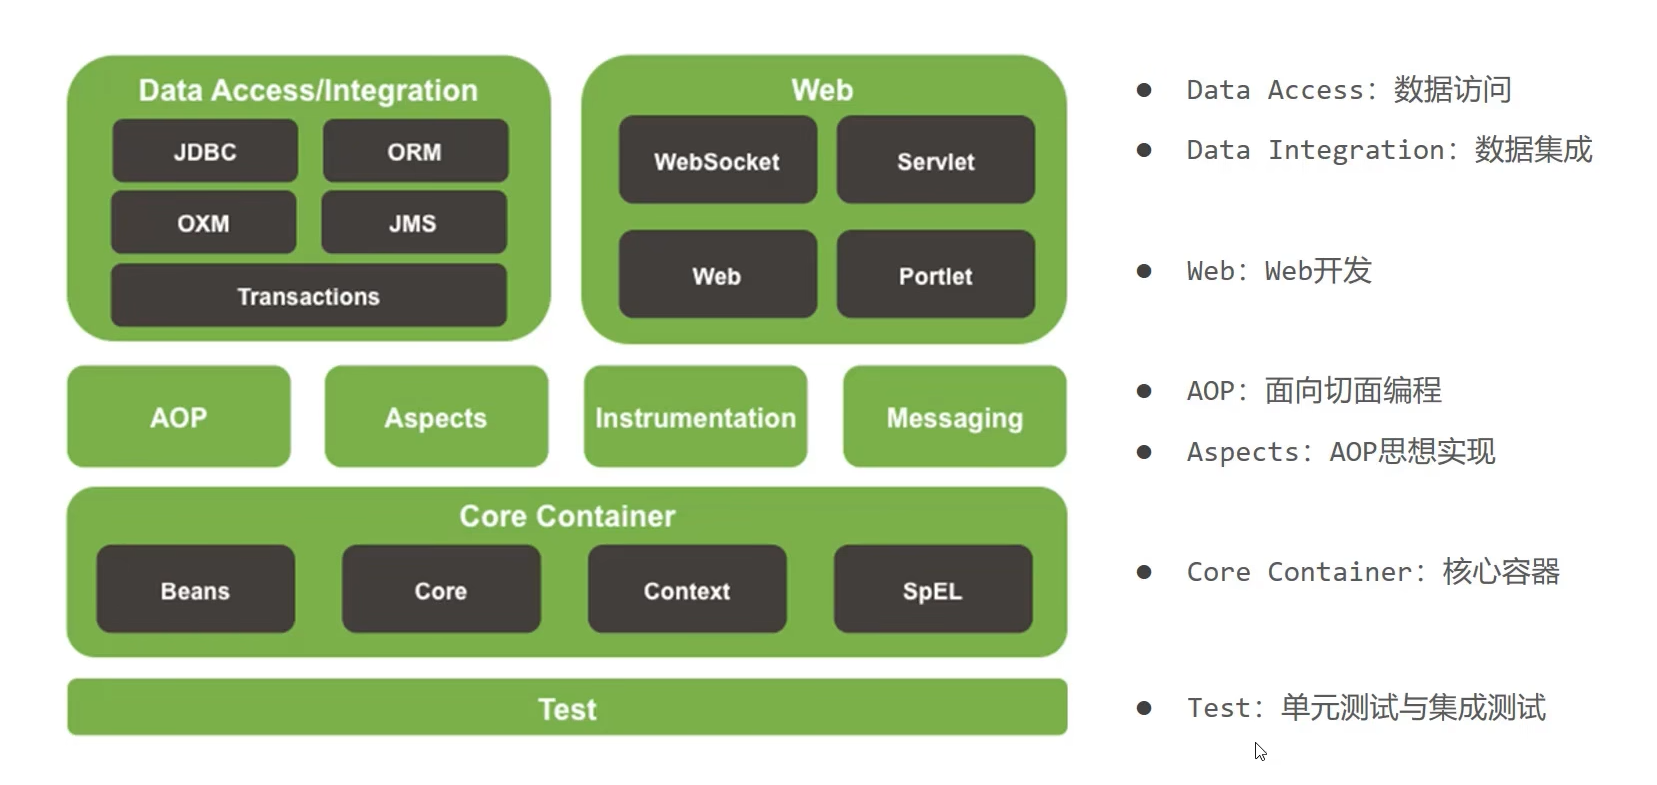 Data Access/Integration
JDBC
ORM
OXM
JMS
Transactions
Web
WebSocket
Servlet
Web
Portlet
AOP
Aspects
Instrumentation
Messaging
Core Container
Beans
Core
Context
SpEL
Test
● Data Access：数据访问
● Data Integration：数据集成
● Web：Web开发
● AOP：面向切面编程
● Aspects：AOP思想实现
● Core Container：核心容器
● Test：单元测试与集成测试